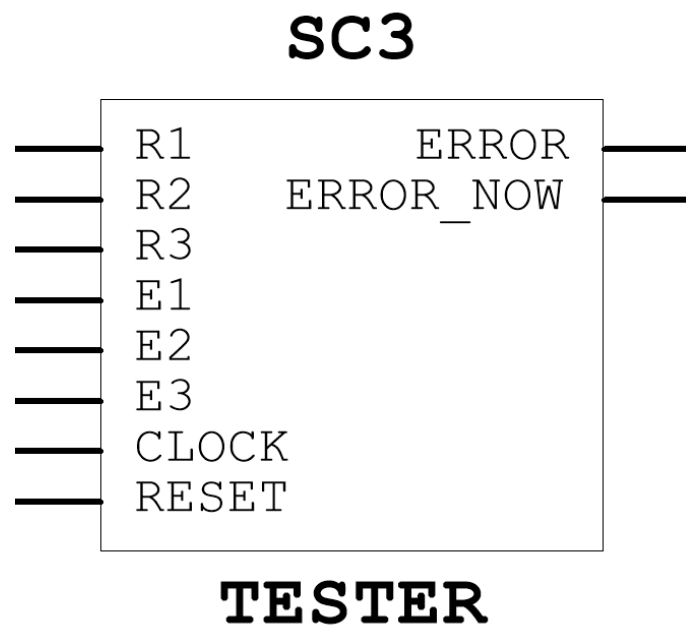 SC3
R1 ERROR
R2 ERROR_NOW
R3
E1
E2
E3
CLOCK
RESET
TESTER